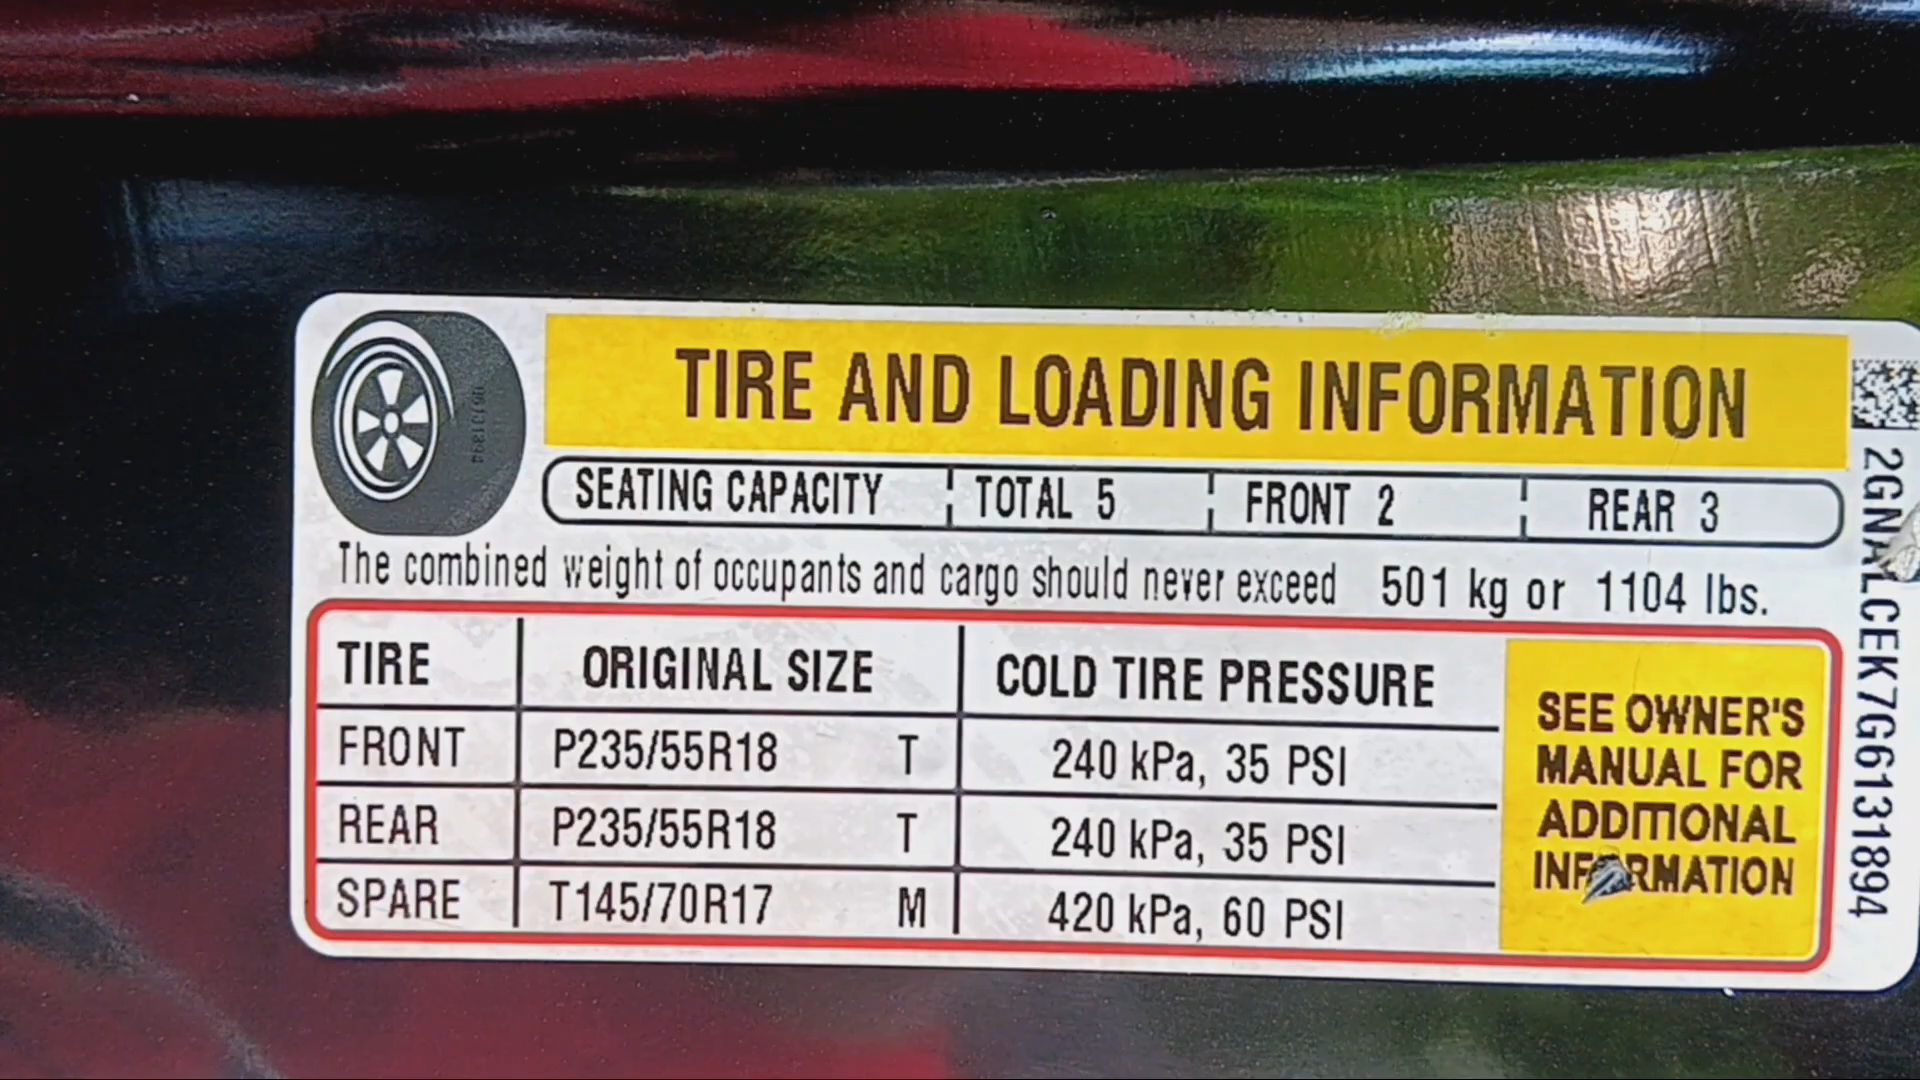 TIRE AND LOADING INFORMATION
SEATING CAPACITY TOTAL 5 FRONT 2 REAR 3
The combined weight of occupants and cargo should never exceed 501 kg or 1104 lbs.
TIRE ORIGINAL SIZE COLD TIRE PRESSURE
FRONT P235/55R18 T 240 kPa, 35 PSI
REAR P235/55R18 T 240 kPa, 35 PSI
SPARE T145/70R17 M 420 kPa, 60 PSI
SEE OWNER'S
MANUAL FOR
ADDITIONAL
INFORMATION
2GNALCEK7G6131894